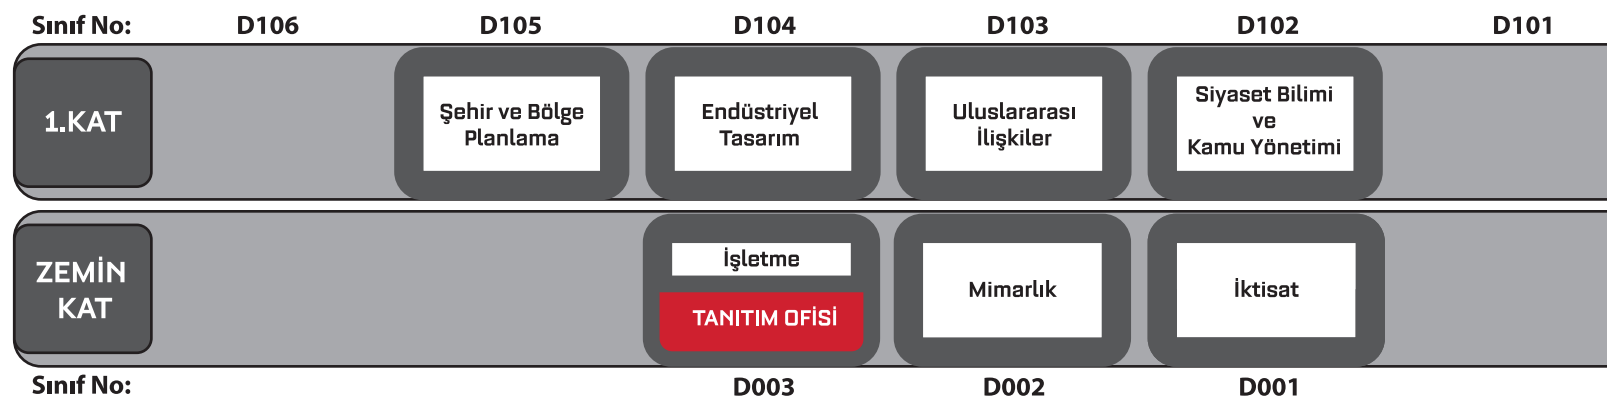 Sınıf No: D106 D105 D104 D103 D102 D101
1.KAT
Şehir ve Bölge
Planlama
Endüstriyel
Tasarım
Uluslararası
İlişkiler
Siyaset Bilimi
ve
Kamu Yönetimi
ZEMİN
KAT
İşletme
TANITIM OFİSİ
Mimarlık
İktisat
Sınıf No: D003 D002 D001